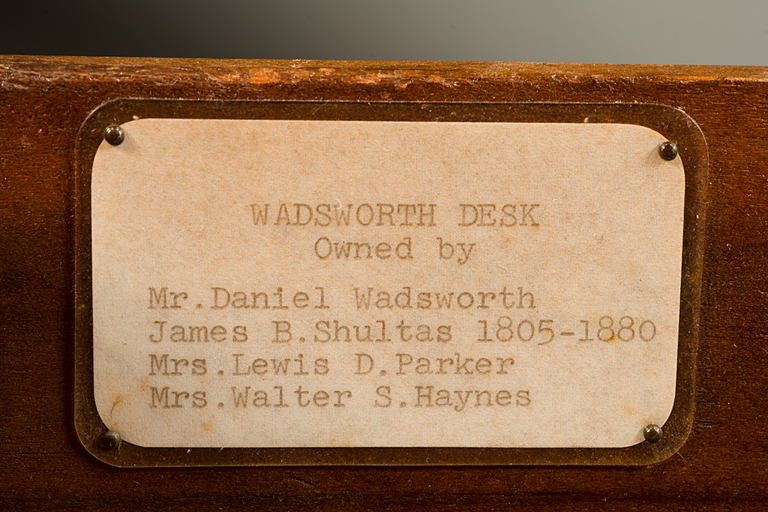 WADSWORTH DESK
Owned by
Mr.Daniel Wadsworth
James B.Shultas 1805-1880
Mrs.Lewis D.Parker
Mrs.Walter S.Haynes